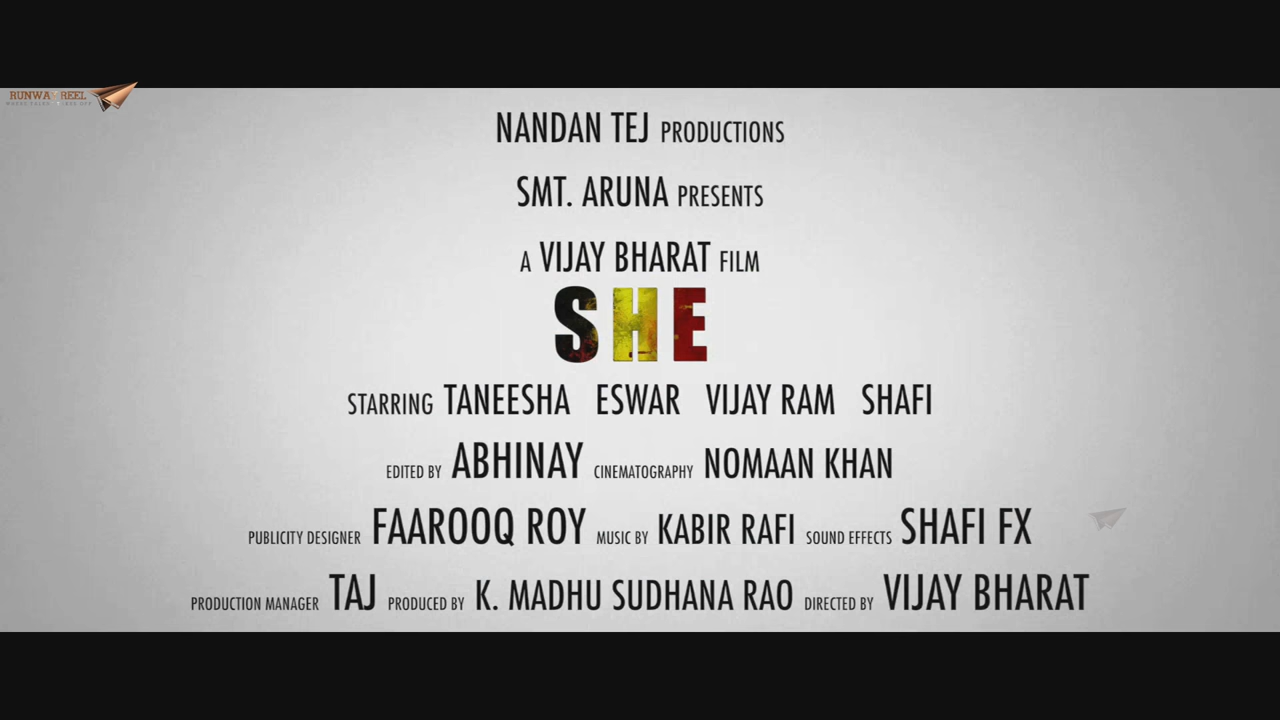 RUNWAY REEL
NANDAN TEJ PRODUCTIONS
SMT. ARUNA PRESENTS
A VIJAY BHARAT FILM
SHE
STARRING TANEESHA ESWAR VIJAY RAM SHAFI
EDITED BY ABHINAY CINEMATOGRAPHY NOMAAN KHAN
PUBLICITY DESIGNER FAAROOQ ROY MUSIC BY KABIR RAFI SOUND EFFECTS SHAFI FX
PRODUCTION MANAGER TAJ PRODUCED BY K. MADHU SUDHANA RAO DIRECTED BY VIJAY BHARAT